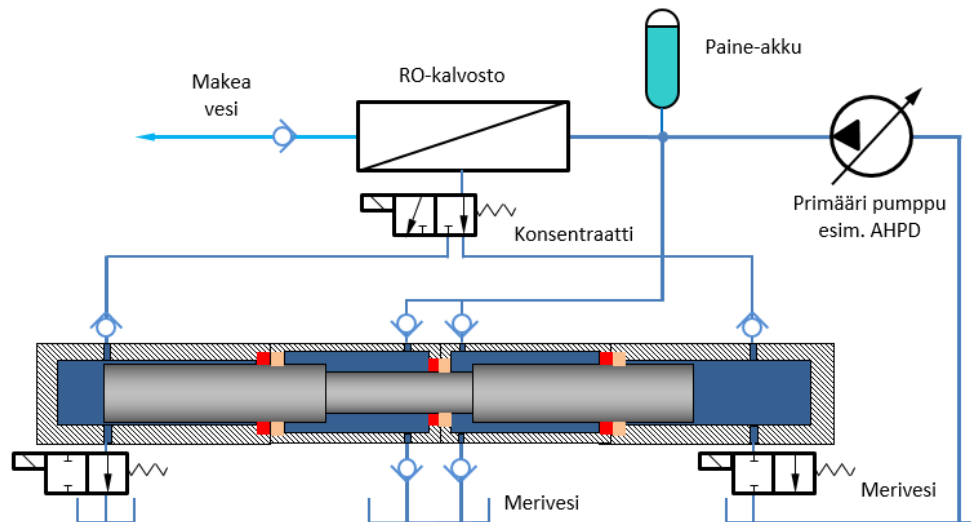 Paine-akku
RO-kalvosto
Makea
vesi
Primääri pumppu
esim. AHPD
Konsentraatti
Merivesi
Merivesi